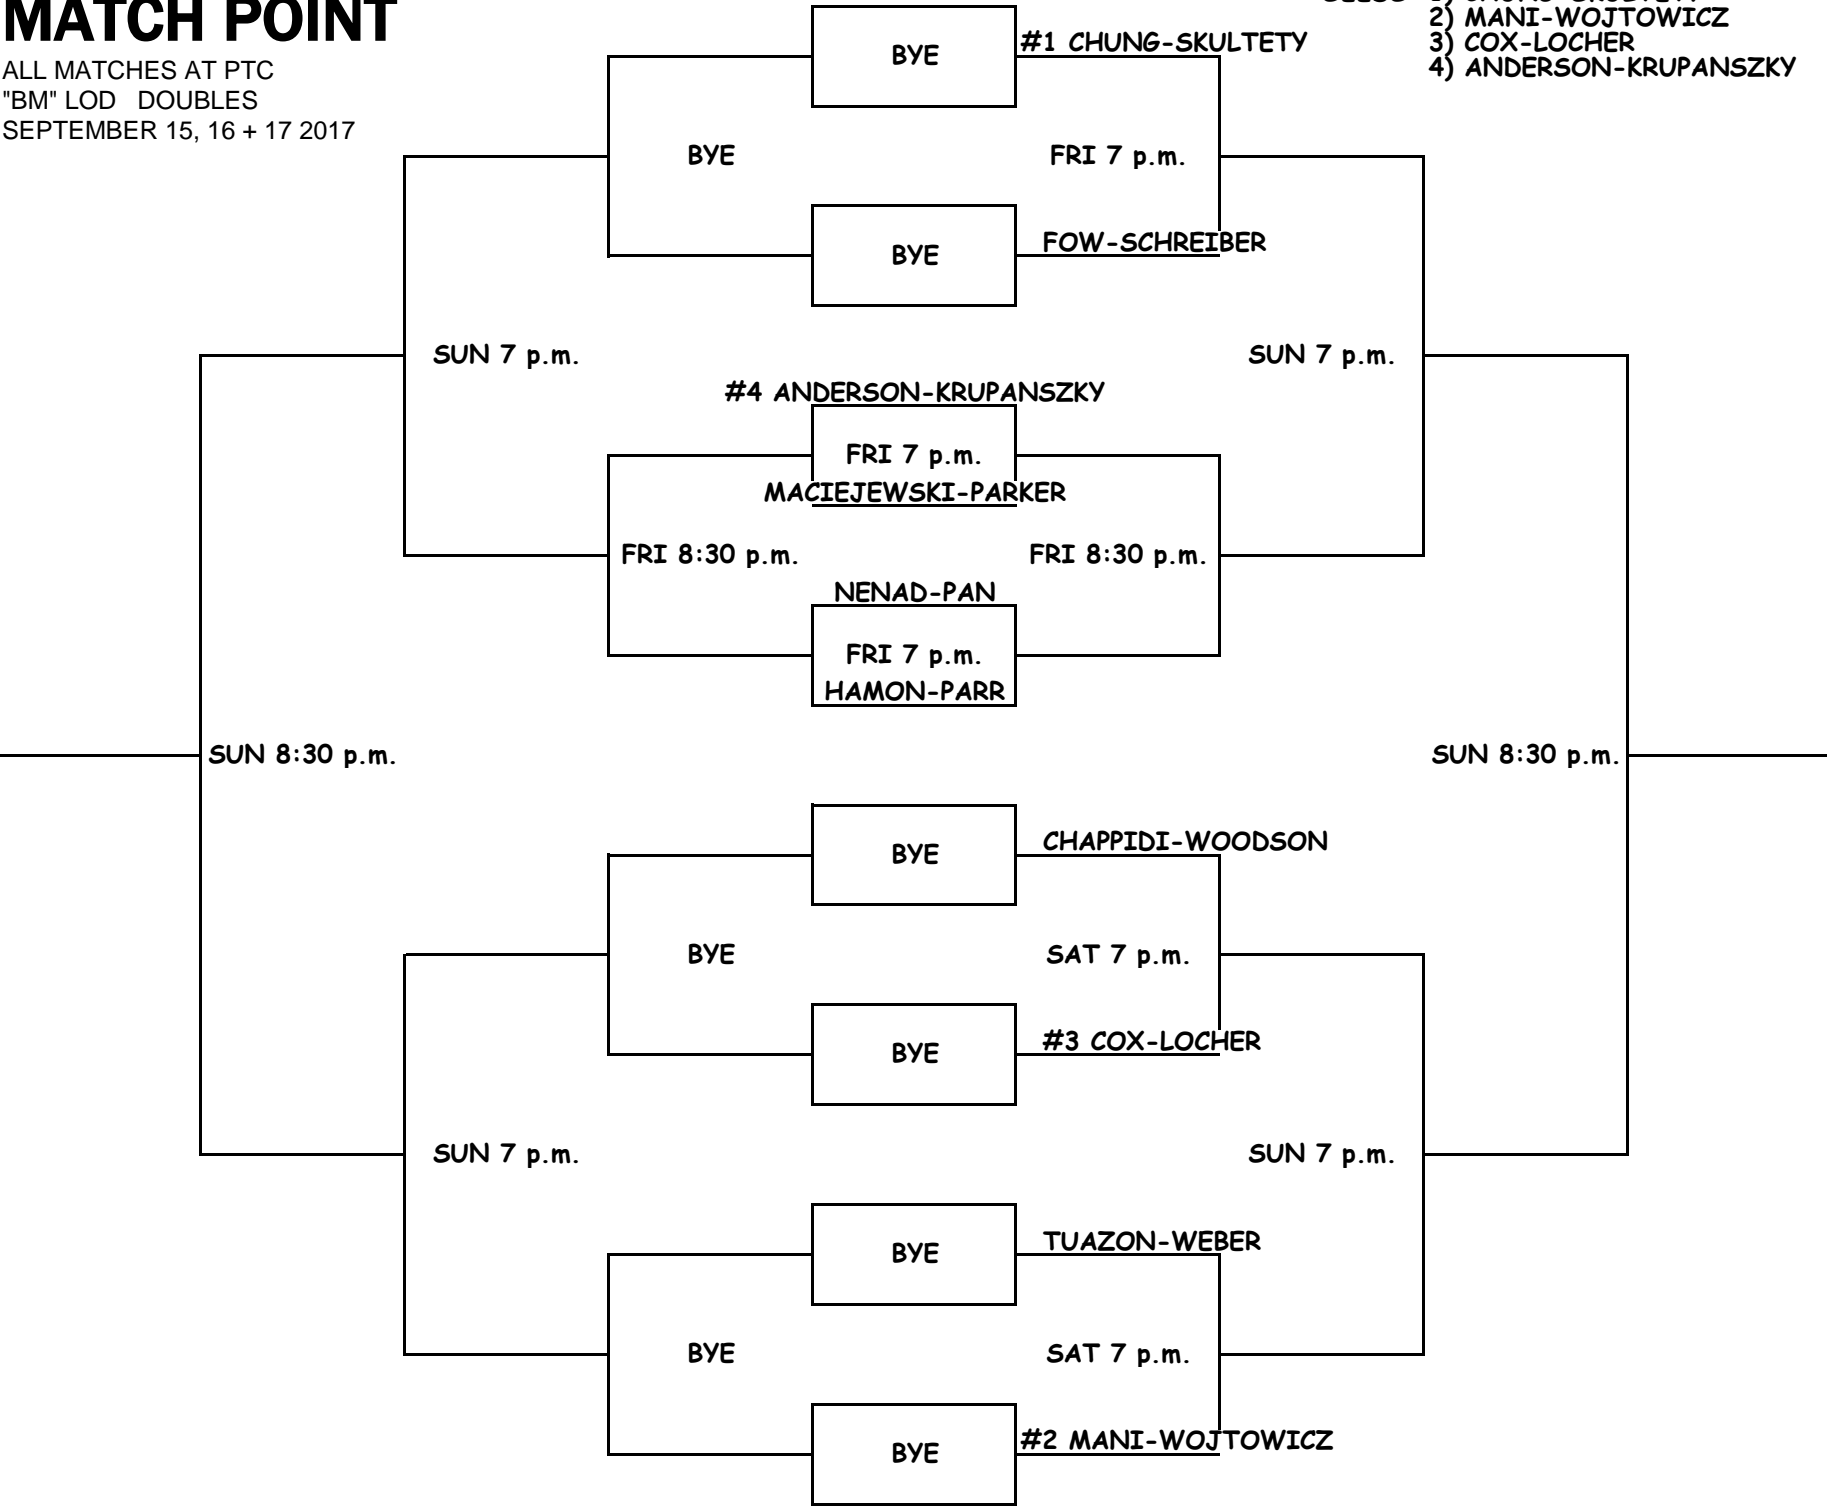 MATCH POINT
ALL MATCHES AT PTC
"BM" LOD DOUBLES
SEPTEMBER 15, 16 + 17 2017
2) MANI-WOJTOWICZ
3) COX-LOCHER
4) ANDERSON-KRUPANSZKY
BYE
#1 CHUNG-SKULTETY
BYE
FRI 7 p.m.
BYE
FOW-SCHREIBER
SUN 7 p.m.
SUN 7 p.m.
#4 ANDERSON-KRUPANSZKY
FRI 7 p.m.
MACIEJEWSKI-PARKER
FRI 8:30 p.m.
FRI 8:30 p.m.
NENAD-PAN
FRI 7 p.m.
HAMON-PARR
SUN 8:30 p.m.
SUN 8:30 p.m.
BYE
CHAPPIDI-WOODSON
BYE
SAT 7 p.m.
BYE
#3 COX-LOCHER
SUN 7 p.m.
SUN 7 p.m.
BYE
TUAZON-WEBER
BYE
SAT 7 p.m.
BYE
#2 MANI-WOJTOWICZ